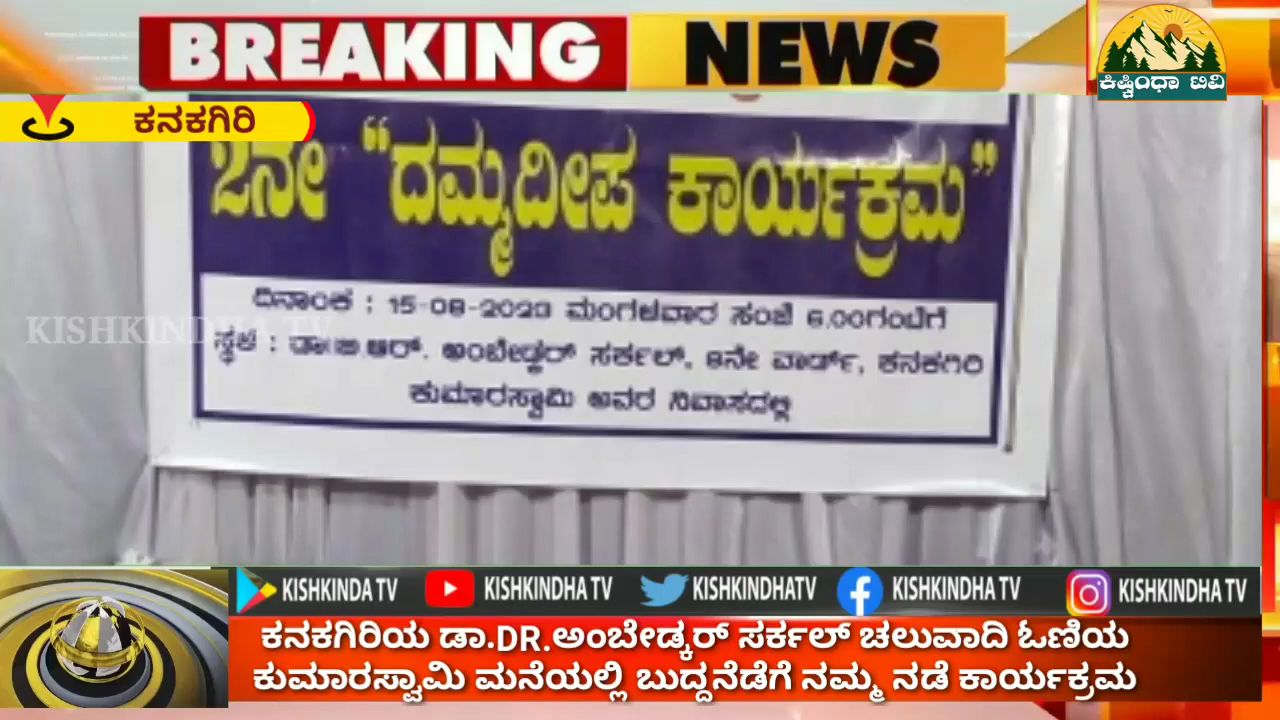 BREAKING NEWS
ಕಿಷ್ಕಿಂಧಾ ಟಿವಿ
ಕನಕಗಿರಿ
೭ನೇ “ದಮ್ಮದೀಪ ಕಾರ್ಯಕ್ರಮ”
ದಿನಾಂಕ : 15-08-2023 ಮಂಗಳವಾರ ಸಂಜೆ 6.00ಗಂಟೆಗೆ
KISHKINDHA TV
ಸ್ಥಳ : ಡಾ.ಬಿ.ಆರ್. ಅಂಬೇಡ್ಕರ್ ಸರ್ಕಲ್, 8ನೇ ವಾರ್ಡ್, ಕನಕಗಿರಿ
ಕುಮಾರಸ್ವಾಮಿ ಅವರ ನಿವಾಸದಲ್ಲಿ
KISHKINDA TV KISHKINDHA TV KISHKINDHATV KISHKINDHA TV KISHKINDHA TV
ಕನಕಗಿರಿಯ ಡಾ.DR.ಅಂಬೇಡ್ಕರ್ ಸರ್ಕಲ್ ಚಲುವಾದಿ ಓಣಿಯ
ಕುಮಾರಸ್ವಾಮಿ ಮನೆಯಲ್ಲಿ ಬುದ್ದನೆಡೆಗೆ ನಮ್ಮ ನಡೆ ಕಾರ್ಯಕ್ರಮ